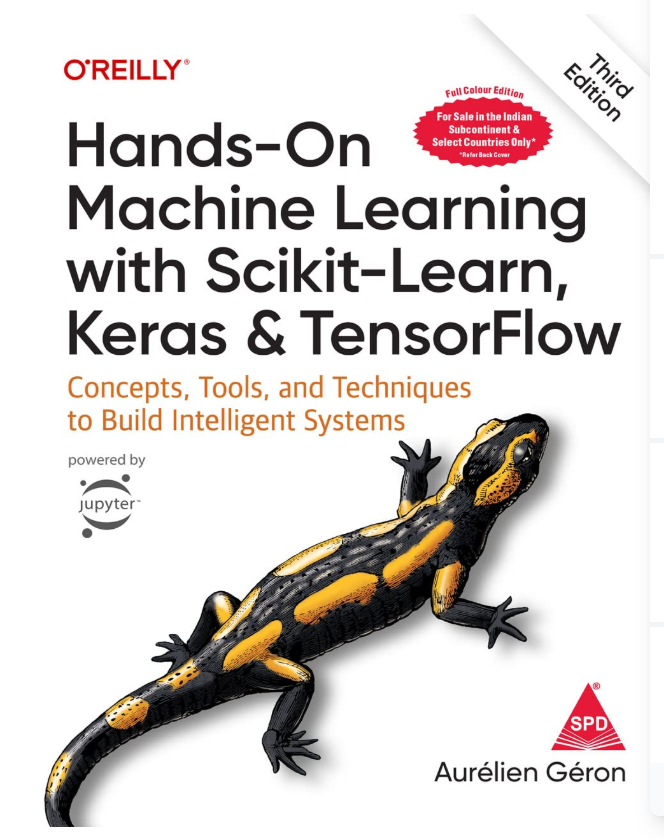 O'REILLY®
Third
Edition
Full Colour Edition
For Sale in the Indian
Subcontinent &
Select Countries Only*
*Refer Back Cover
Hands-On
Machine Learning
with Scikit-Learn,
Keras & TensorFlow
Concepts, Tools, and Techniques
to Build Intelligent Systems
powered by
jupyter™
®
SPD
Aurélien Géron